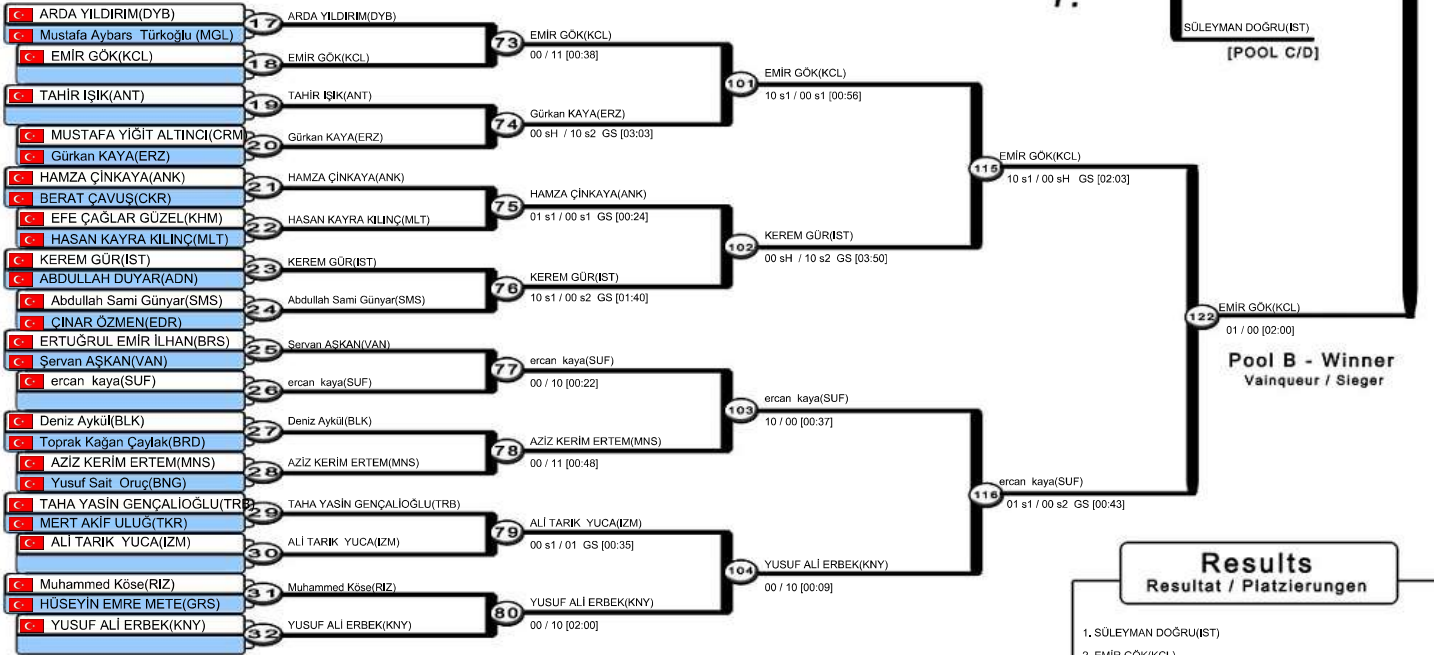 ARDA YILDIRIM(DYB)
Mustafa Aybars Türkoğlu (MGL)
EMİR GÖK(KCL)
TAHİR IŞIK(ANT)
MUSTAFA YİĞİT ALTINCI(CRM)
Gürkan KAYA(ERZ)
HAMZA ÇİNKAYA(ANK)
BERAT ÇAVUŞ(CKR)
EFE ÇAĞLAR GÜZEL(KHM)
HASAN KAYRA KILINÇ(MLT)
KEREM GÜR(IST)
ABDULLAH DUYAR(ADN)
Abdullah Sami Günyar(SMS)
ÇINAR ÖZMEN(EDR)
ERTUĞRUL EMİR İLHAN(BRS)
Şervan AŞKAN(VAN)
ercan kaya(SUF)
Deniz Aykül(BLK)
Toprak Kağan Çaylak(BRD)
AZİZ KERİM ERTEM(MNS)
Yusuf Sait Oruç(BNG)
TAHA YASİN GENÇALİOĞLU(TRB)
MERT AKİF ULUĞ(TKR)
ALİ TARIK YUCA(IZM)
Muhammed Köse(RIZ)
HÜSEYİN EMRE METE(GRS)
YUSUF ALİ ERBEK(KNY)
17 ARDA YILDIRIM(DYB)
18 EMİR GÖK(KCL)
19 TAHİR IŞIK(ANT)
20 Gürkan KAYA(ERZ)
21 HAMZA ÇİNKAYA(ANK)
22 HASAN KAYRA KILINÇ(MLT)
23 KEREM GÜR(IST)
24 Abdullah Sami Günyar(SMS)
25 Şervan AŞKAN(VAN)
26 ercan kaya(SUF)
27 Deniz Aykül(BLK)
28 AZİZ KERİM ERTEM(MNS)
29 TAHA YASİN GENÇALİOĞLU(TRB)
30 ALİ TARIK YUCA(IZM)
31 Muhammed Köse(RIZ)
32 YUSUF ALİ ERBEK(KNY)
73 EMİR GÖK(KCL)
00 / 11 [00:38]
74 Gürkan KAYA(ERZ)
00 sH / 10 s2 GS [03:03]
75 HAMZA ÇİNKAYA(ANK)
01 s1 / 00 s1 GS [00:24]
76 KEREM GÜR(IST)
10 s1 / 00 s2 GS [01:40]
77 ercan kaya(SUF)
00 / 10 [00:22]
78 AZİZ KERİM ERTEM(MNS)
00 / 11 [00:48]
79 ALİ TARIK YUCA(IZM)
00 s1 / 01 GS [00:35]
80 YUSUF ALİ ERBEK(KNY)
00 / 10 [02:00]
101 EMİR GÖK(KCL)
10 s1 / 00 s1 [00:56]
102 KEREM GÜR(IST)
00 sH / 10 s2 GS [03:50]
103 ercan kaya(SUF)
10 / 00 [00:37]
104 YUSUF ALİ ERBEK(KNY)
00 / 10 [00:09]
115 EMİR GÖK(KCL)
10 s1 / 00 sH GS [02:03]
116 ercan kaya(SUF)
01 s1 / 00 s2 GS [00:43]
SÜLEYMAN DOĞRU(IST)
[POOL C/D]
122 EMİR GÖK(KCL)
01 / 00 [02:00]
Pool B - Winner
Vainqueur / Sieger
Results
Resultat / Platzierungen
1. SÜLEYMAN DOĞRU(IST)
2. EMİR GÖK(KCL)